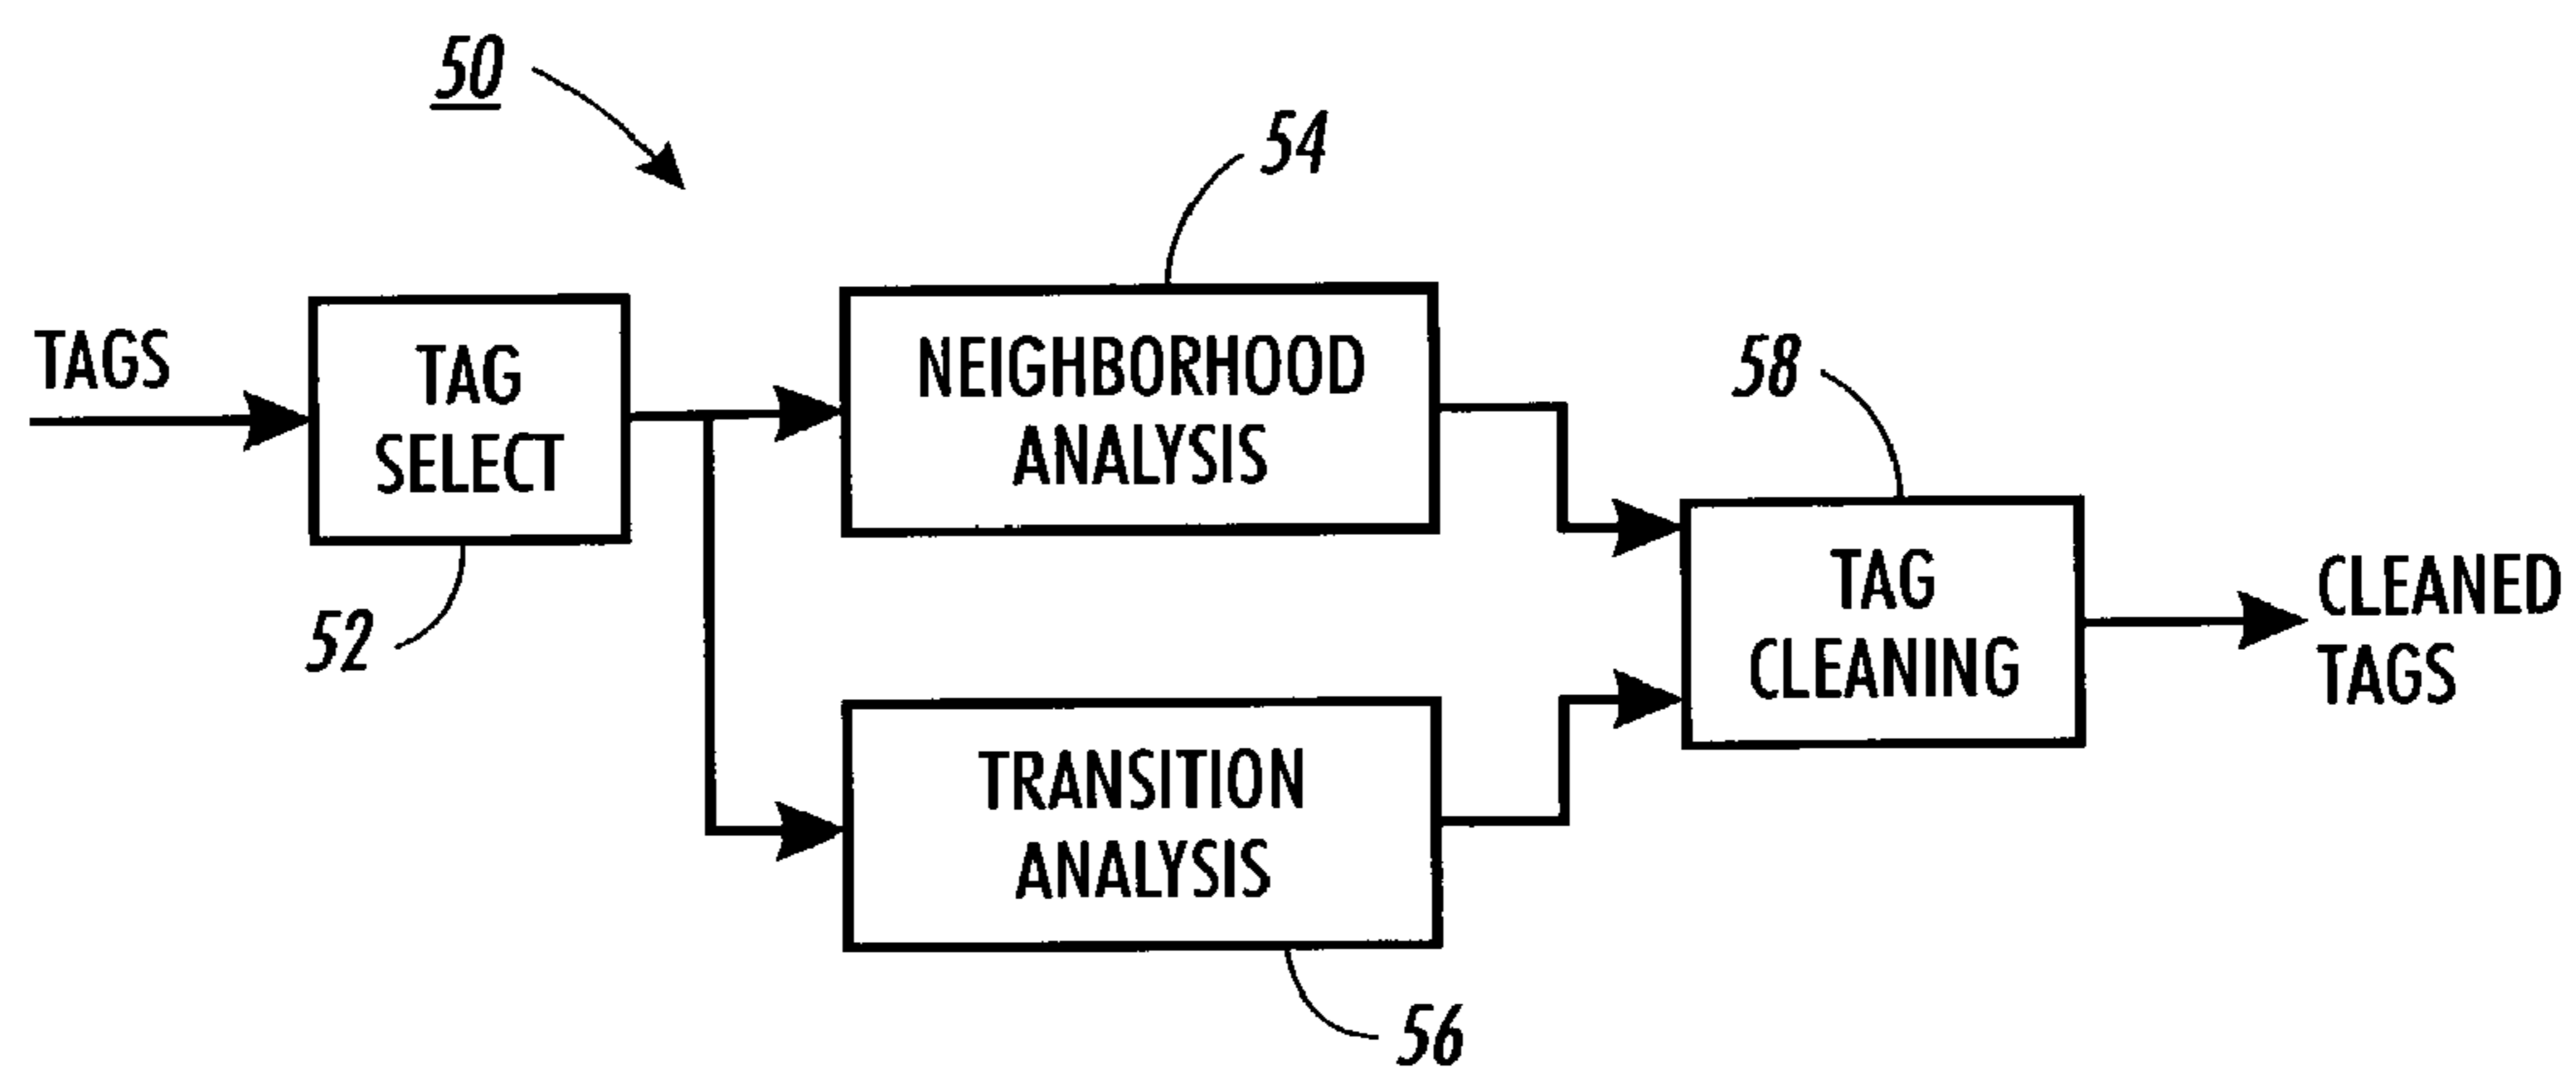 50
54
TAGS
TAG
SELECT
52
NEIGHBORHOOD
ANALYSIS
58
TAG
CLEANING
CLEANED
TAGS
TRANSITION
ANALYSIS
56